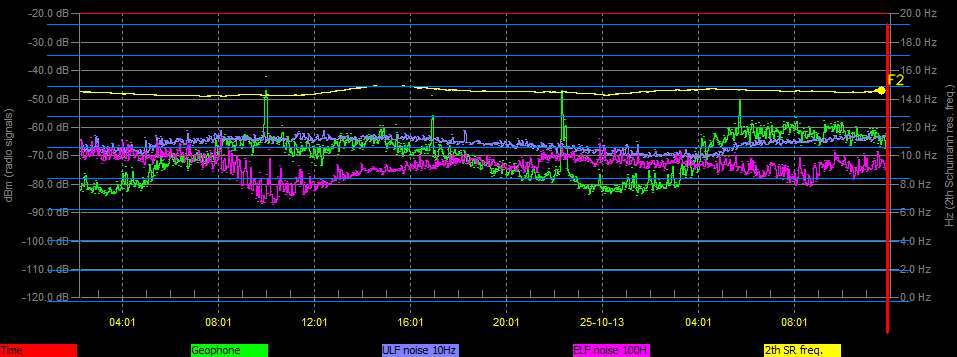 -20.0 dB 20.0 Hz
-30.0 dB 18.0 Hz
-40.0 dB 16.0 Hz
F2
-50.0 dB 14.0 Hz
-60.0 dB 12.0 Hz
-70.0 dB 10.0 Hz
-80.0 dB 8.0 Hz
-90.0 dB 6.0 Hz
-100.0 dB 4.0 Hz
-110.0 dB 2.0 Hz
-120.0 dB 0.0 Hz
dBm (radio signals)
Hz (2th Schumann res. freq.)
04:01 08:01 12:01 16:01 20:01 25-10-13 04:01 08:01
Time Geophone ULF noise 10Hz ELF noise 100H 2th SR freq.